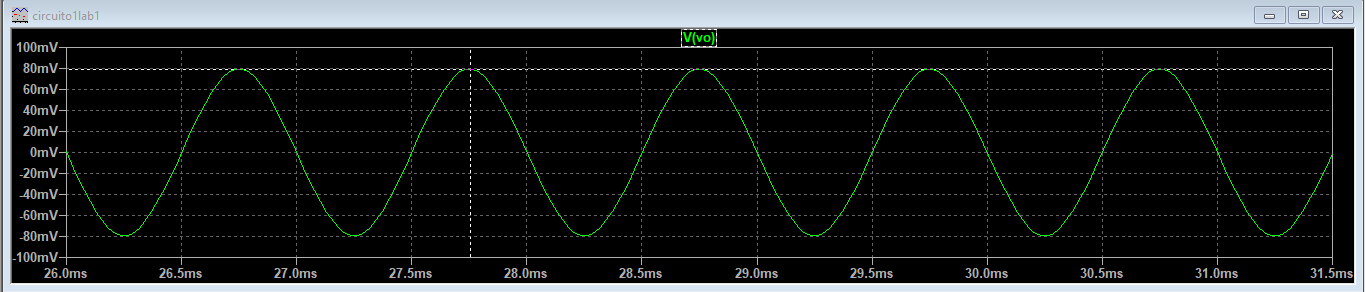 circuito1lab1
V(vo)
100mV
80mV
60mV
40mV
20mV
0mV
-20mV
-40mV
-60mV
-80mV
-100mV
26.0ms 26.5ms 27.0ms 27.5ms 28.0ms 28.5ms 29.0ms 29.5ms 30.0ms 30.5ms 31.0ms 31.5ms